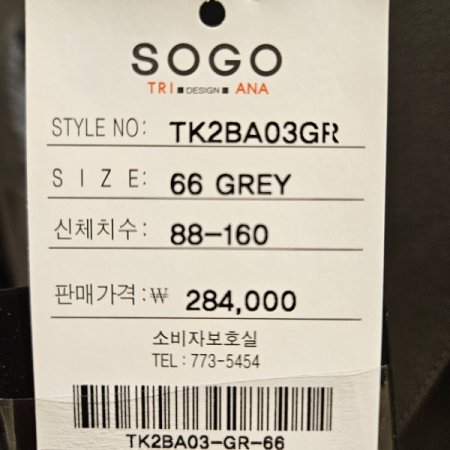 SOGO
TRI■DESIGN■ANA
STYLE NO: TK2BA03GR
SIZE: 66 GREY
신체치수: 88-160
판매가격: ₩ 284,000
소비자보호실
TEL: 773-5454
TK2BA03-GR-66